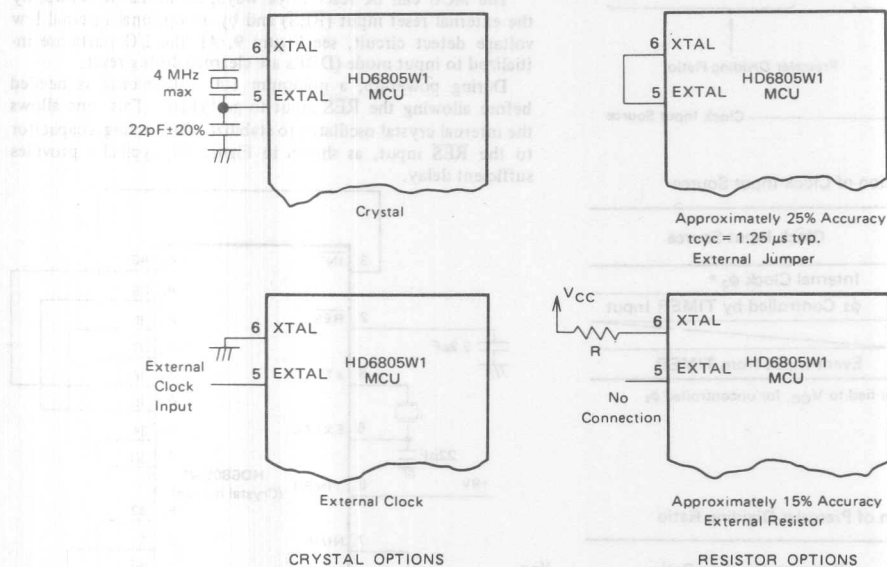 6 XTAL
4 MHz
max
HD6805W1
MCU
5 EXTAL
22pF±20%
Crystal
6 XTAL
HD6805W1
MCU
5 EXTAL
Approximately 25% Accuracy
tcyc = 1.25 µs typ.
External Jumper
6 XTAL
External
Clock
Input
5 EXTAL
HD6805W1
MCU
External Clock
CRYSTAL OPTIONS
VCC
R
6 XTAL
HD6805W1
MCU
5 EXTAL
No
Connection
Approximately 15% Accuracy
External Resistor
RESISTOR OPTIONS